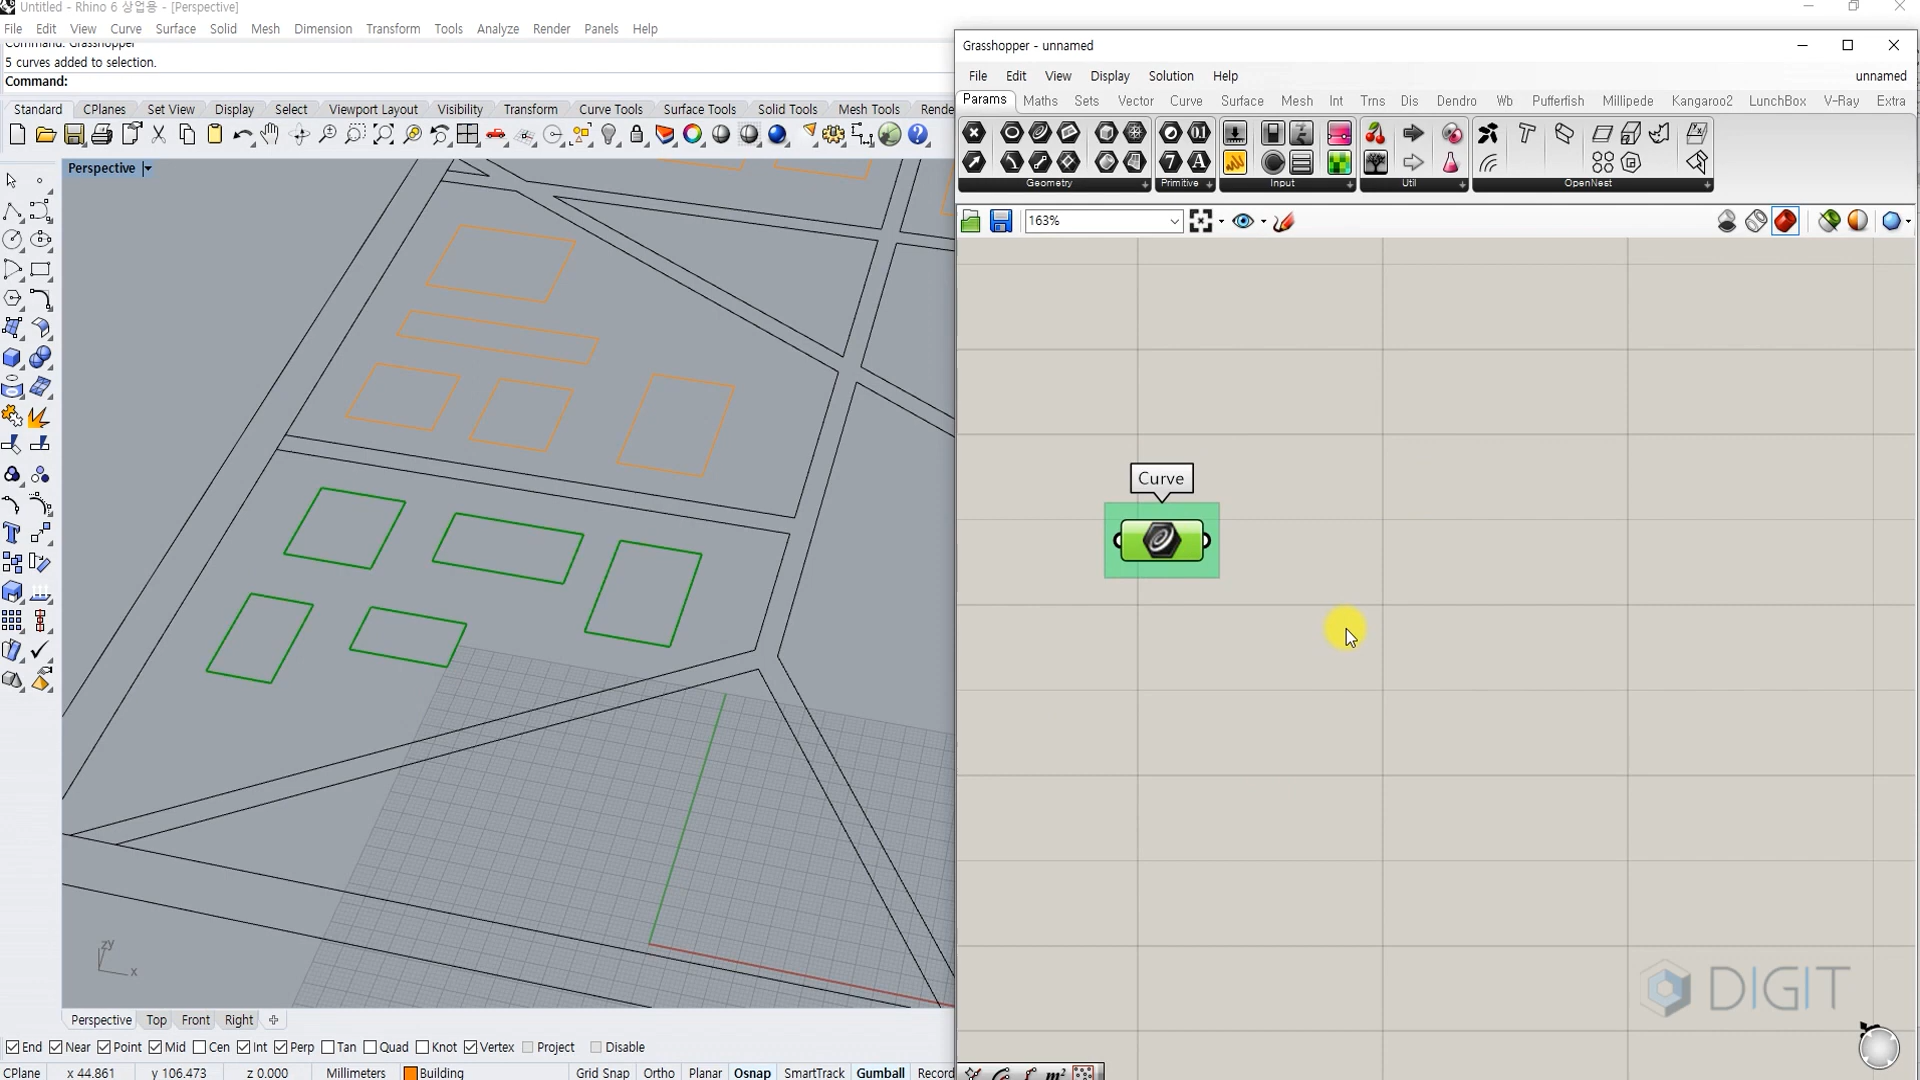 Untitled - Rhino 6 상업용 - [Perspective]
File Edit View Curve Surface Solid Mesh Dimension Transform Tools Analyze Render Panels Help
Command: Grasshopper
5 curves added to selection.
Command:
Standard CPlanes Set View Display Select Viewport Layout Visibility Transform Curve Tools Surface Tools Solid Tools Mesh Tools Rende
Perspective
zy
x
Perspective Top Front Right
End Near Point Mid Cen Int Perp Tan Quad Knot Vertex Project Disable
CPlane x 44.861 y 106.473 z 0.000 Millimeters Building Grid Snap Ortho Planar Osnap SmartTrack Gumball Record
Grasshopper - unnamed
File Edit View Display Solution Help unnamed
Params Maths Sets Vector Curve Surface Mesh Int Trns Dis Dendro Wb Pufferfish Millipede Kangaroo2 LunchBox V-Ray Extra
Geometry Primitive Input Util OpenNest
163%
Curve
DIGIT
m²